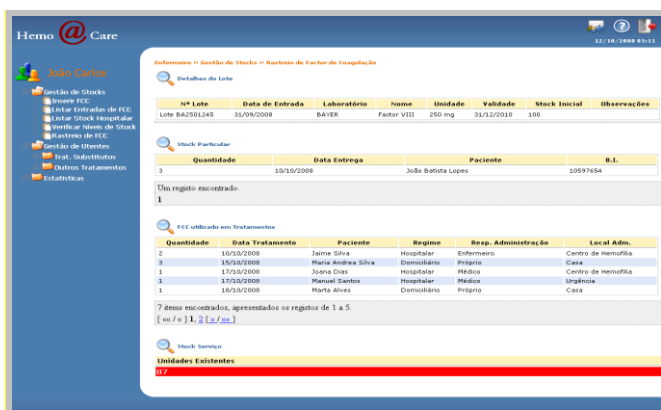 Hemo @ Care
12/10/2008 03:11
João Carlos
Gestão de Stocks
Inserir FCC
Listar Entradas de FCC
Listar Stock Hospitalar
Verificar Níveis de Stock
Rastreio de FCC
Gestão de Utentes
Trat. Substitutos
Outros Tratamentos
Estatísticas
Enfermeiro » Gestão de Stocks » Rastreio de Factor de Coagulação
Detalhes do Lote
Nº Lote Data de Entrada Laboratório Nome Unidade Validade Stock Inicial Observações
Lote BA2501245 31/09/2008 BAYER Factor VIII 250 mg 31/12/2010 100
Stock Particular
Quantidade Data Entrega Paciente B.I.
3 10/10/2008 João Batista Lopes 10597654
Um registo encontrado.
1
FCC utilizado em Tratamentos
Quantidade Data Tratamento Paciente Regime Resp. Administração Local Adm.
2 10/10/2008 Jaime Silva Hospitalar Enfermeiro Centro de Hemofilia
3 15/10/2008 Maria Andrea Silva Domiciliário Próprio Casa
1 17/10/2008 Joana Dias Hospitalar Médico Centro de Hemofilia
1 17/10/2008 Manuel Santos Hospitalar Médico Urgência
1 18/10/2008 Marta Alves Domiciliário Próprio Casa
7 items encontrados, apresentados os registos de 1 a 5.
[ «« / « ] 1, 2 [ » / »» ]
Stock Serviço
Unidades Existentes
87